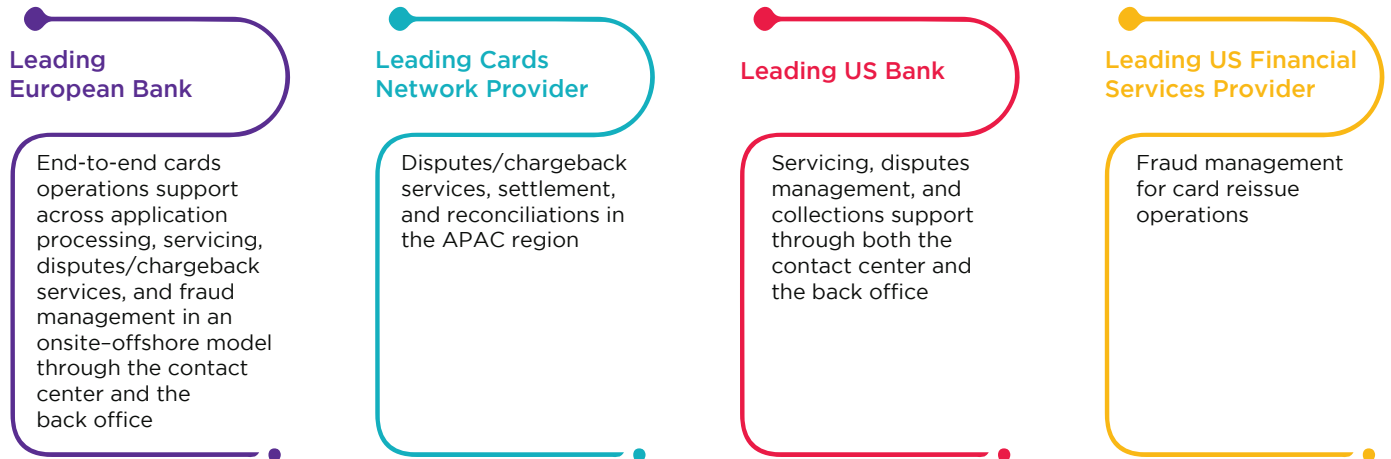 Leading
European Bank
End-to-end cards
operations support
across application
processing, servicing,
disputes/chargeback
services, and fraud
management in an
onsite–offshore model
through the contact
center and the
back office
Leading Cards
Network Provider
Disputes/chargeback
services, settlement,
and reconciliations in
the APAC region
Leading US Bank
Servicing, disputes
management, and
collections support
through both the
contact center and
the back office
Leading US Financial
Services Provider
Fraud management
for card reissue
operations